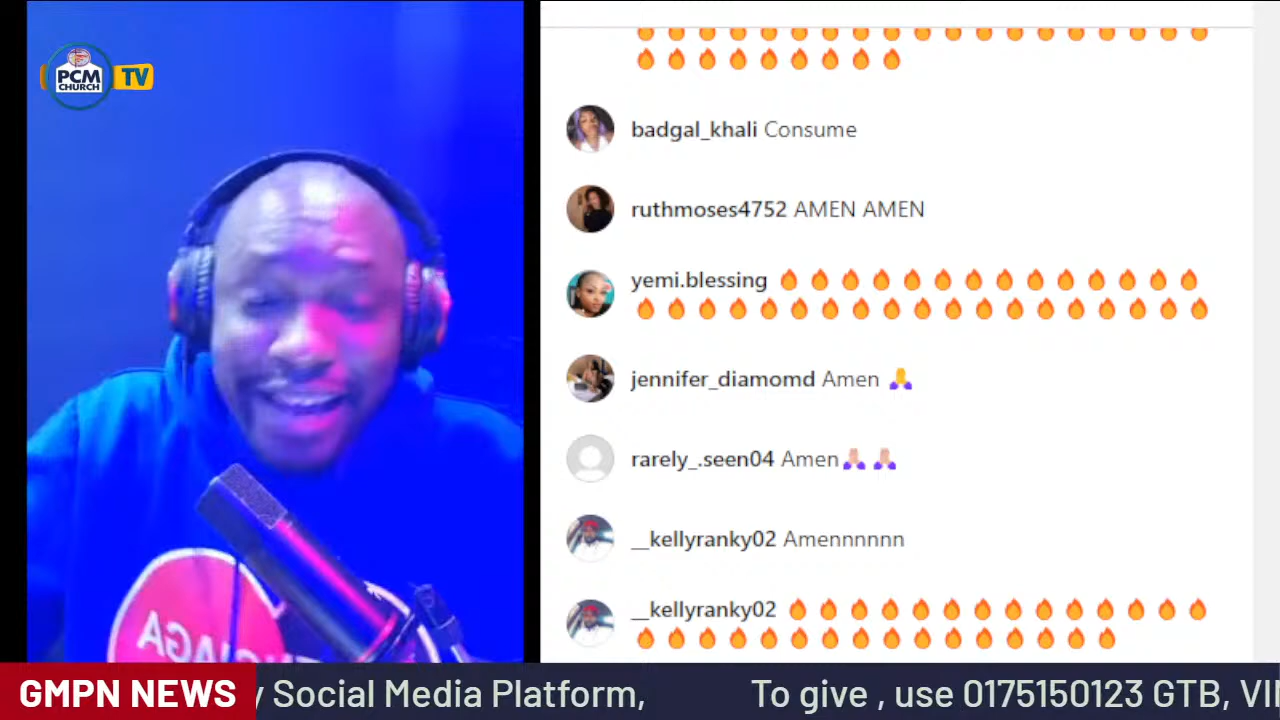 PCM
CHURCH
TV
badgal_khali Consume
ruthmoses4752 AMEN AMEN
yemi.blessing 🔥🔥🔥🔥🔥🔥🔥🔥🔥🔥🔥🔥🔥🔥
🔥🔥🔥🔥🔥🔥🔥🔥🔥🔥🔥🔥🔥🔥🔥🔥🔥🔥🔥
jennifer_diamomd Amen 🙏
rarely_.seen04 Amen🙏🏼🙏🏼
__kellyranky02 Amennnnnn
__kellyranky02 🔥🔥🔥🔥🔥🔥🔥🔥🔥🔥🔥🔥🔥🔥
🔥🔥🔥🔥🔥🔥🔥🔥🔥🔥🔥🔥🔥🔥🔥🔥
GMPN NEWS
y Social Media Platform, To give , use 0175150123 GTB, VI